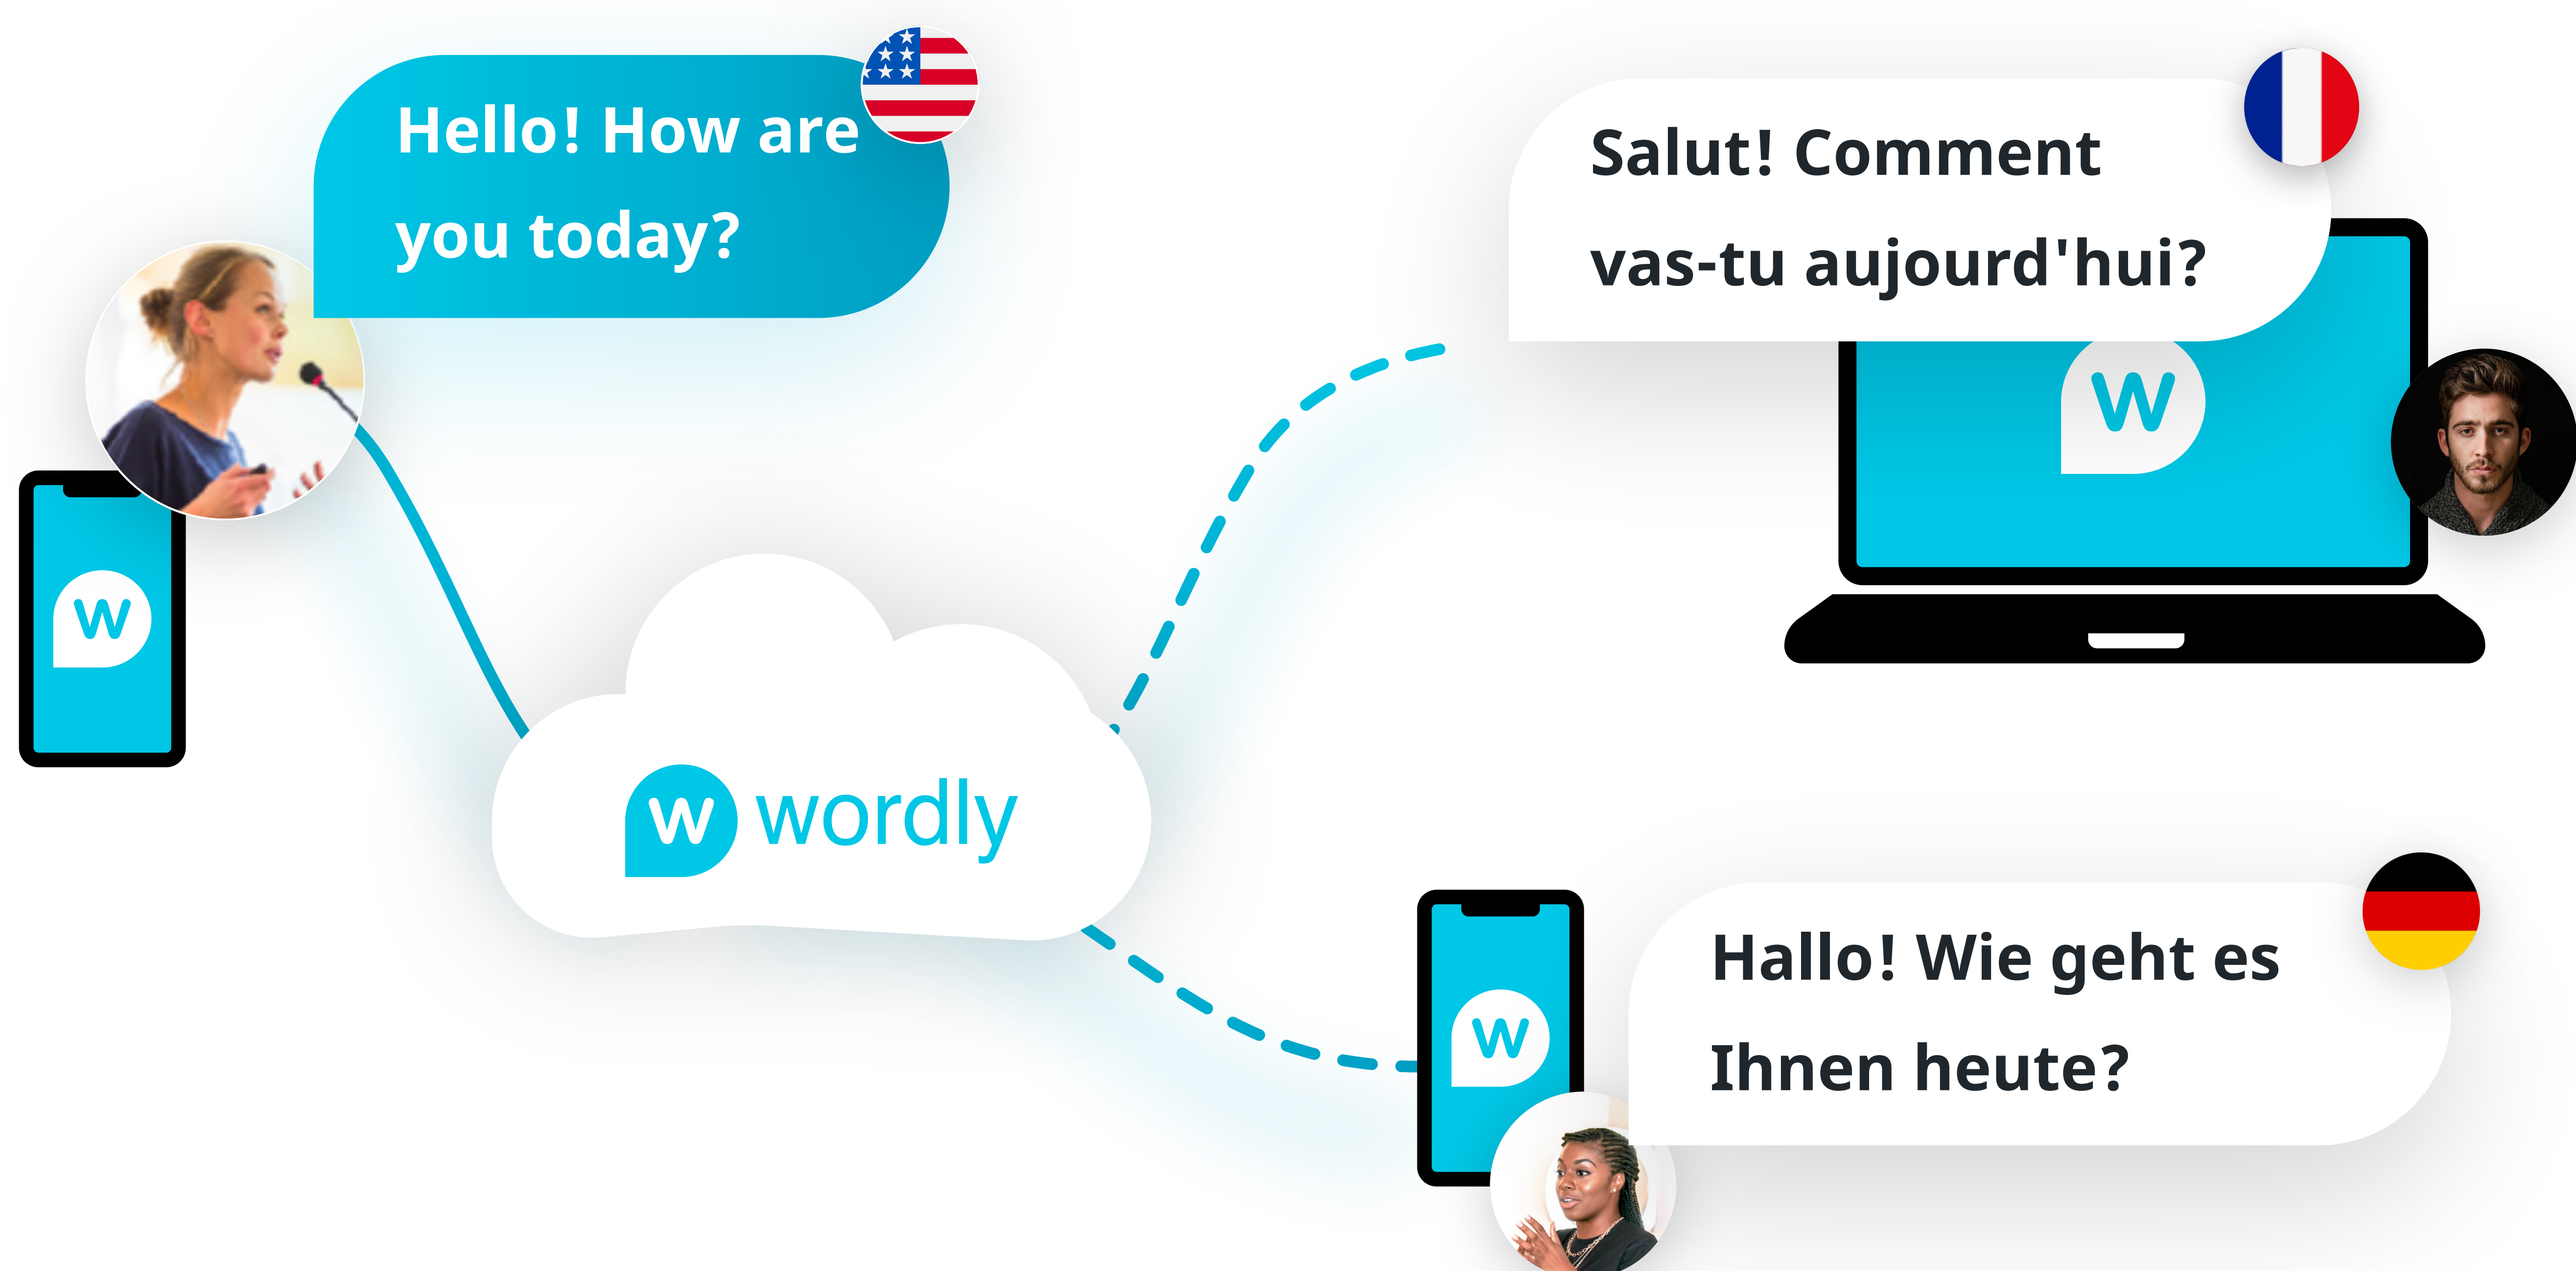 Hello! How are
you today?
Salut! Comment
vas-tu aujourd'hui?
w
w
w wordly
Hallo! Wie geht es
Ihnen heute?
w